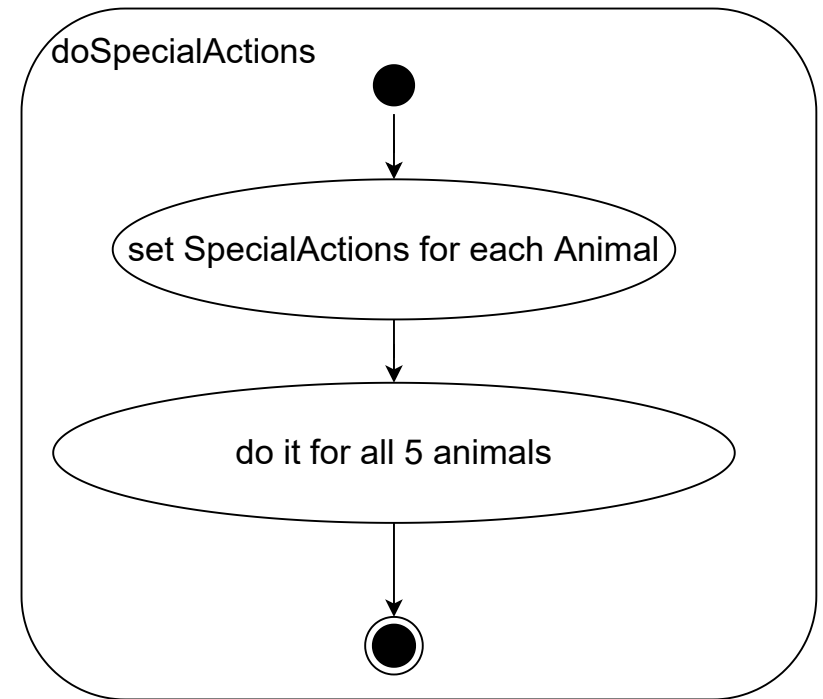 doSpecialActions
set SpecialActions for each Animal
do it for all 5 animals